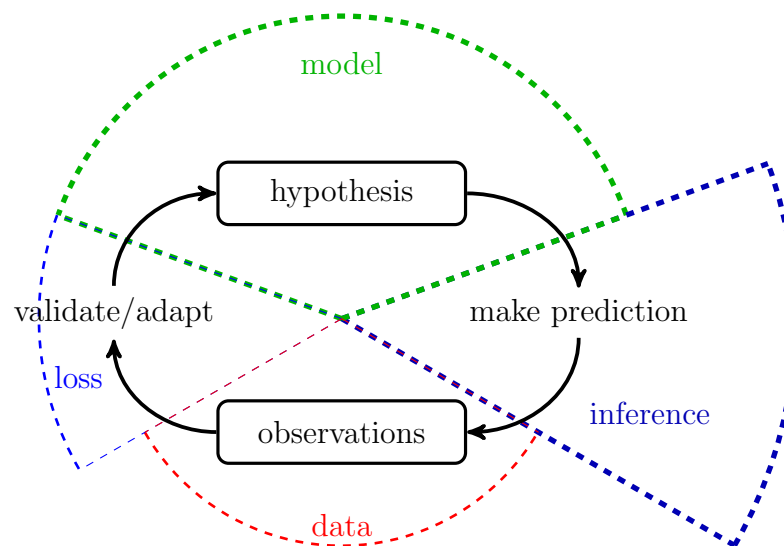 model
hypothesis
validate/adapt
make prediction
loss
inference
observations
data